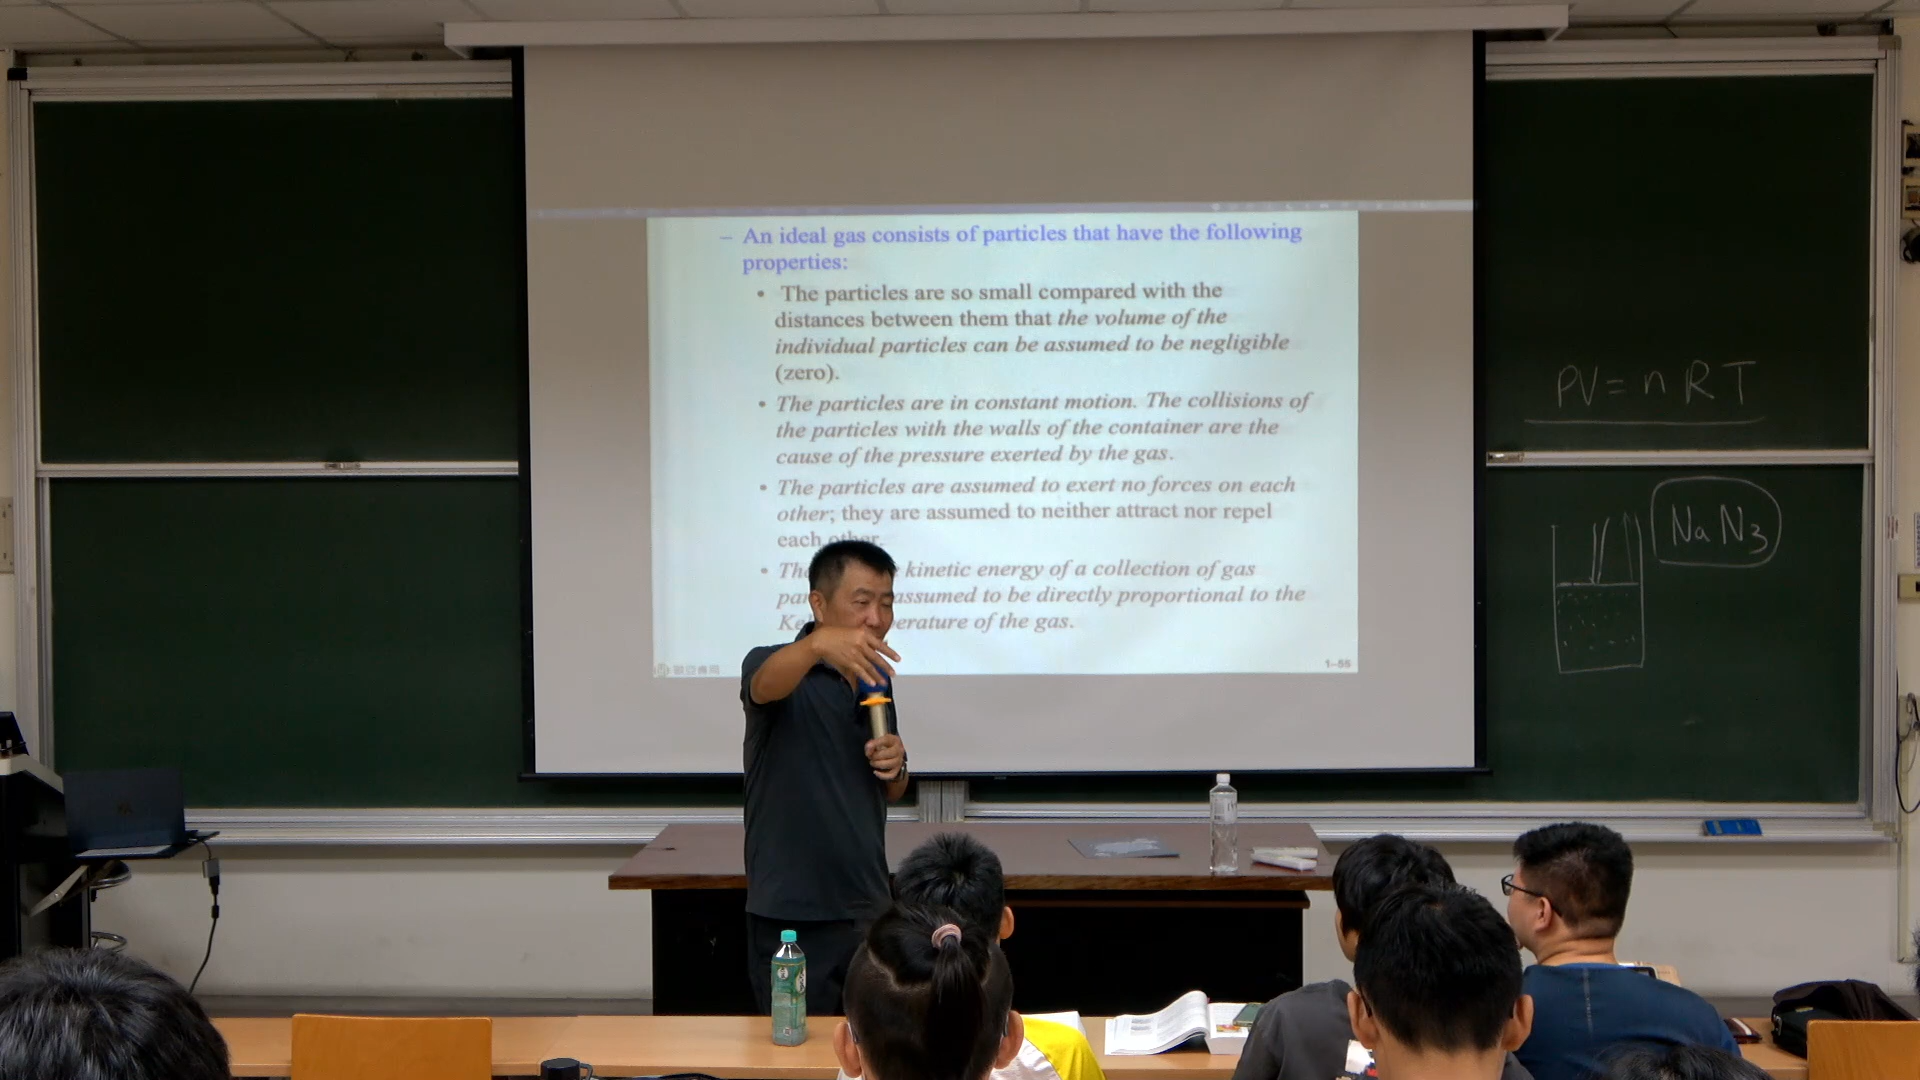 – An ideal gas consists of particles that have the following
properties:
• The particles are so small compared with the
distances between them that the volume of the
individual particles can be assumed to be negligible
(zero).
• The particles are in constant motion. The collisions of
the particles with the walls of the container are the
cause of the pressure exerted by the gas.
• The particles are assumed to exert no forces on each
other; they are assumed to neither attract nor repel
each other.
• kinetic energy of a collection of gas
assumed to be directly proportional to the
of the gas.
1–55
PV=nRT
NaN3